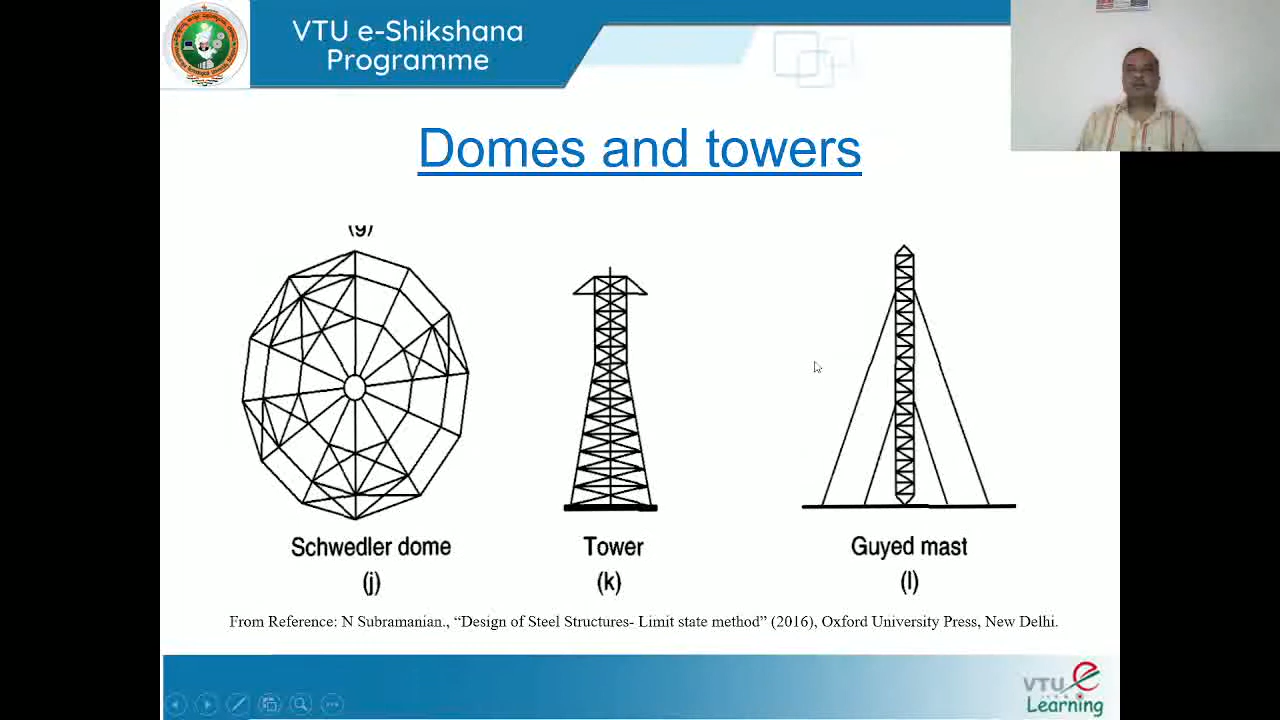 VTU e-Shikshana
Programme
Domes and towers
(g)
Schwedler dome
Tower
Guyed mast
(j)
(k)
(l)
From Reference: N Subramanian., “Design of Steel Structures- Limit state method” (2016), Oxford University Press, New Delhi.
VTU e
Learning